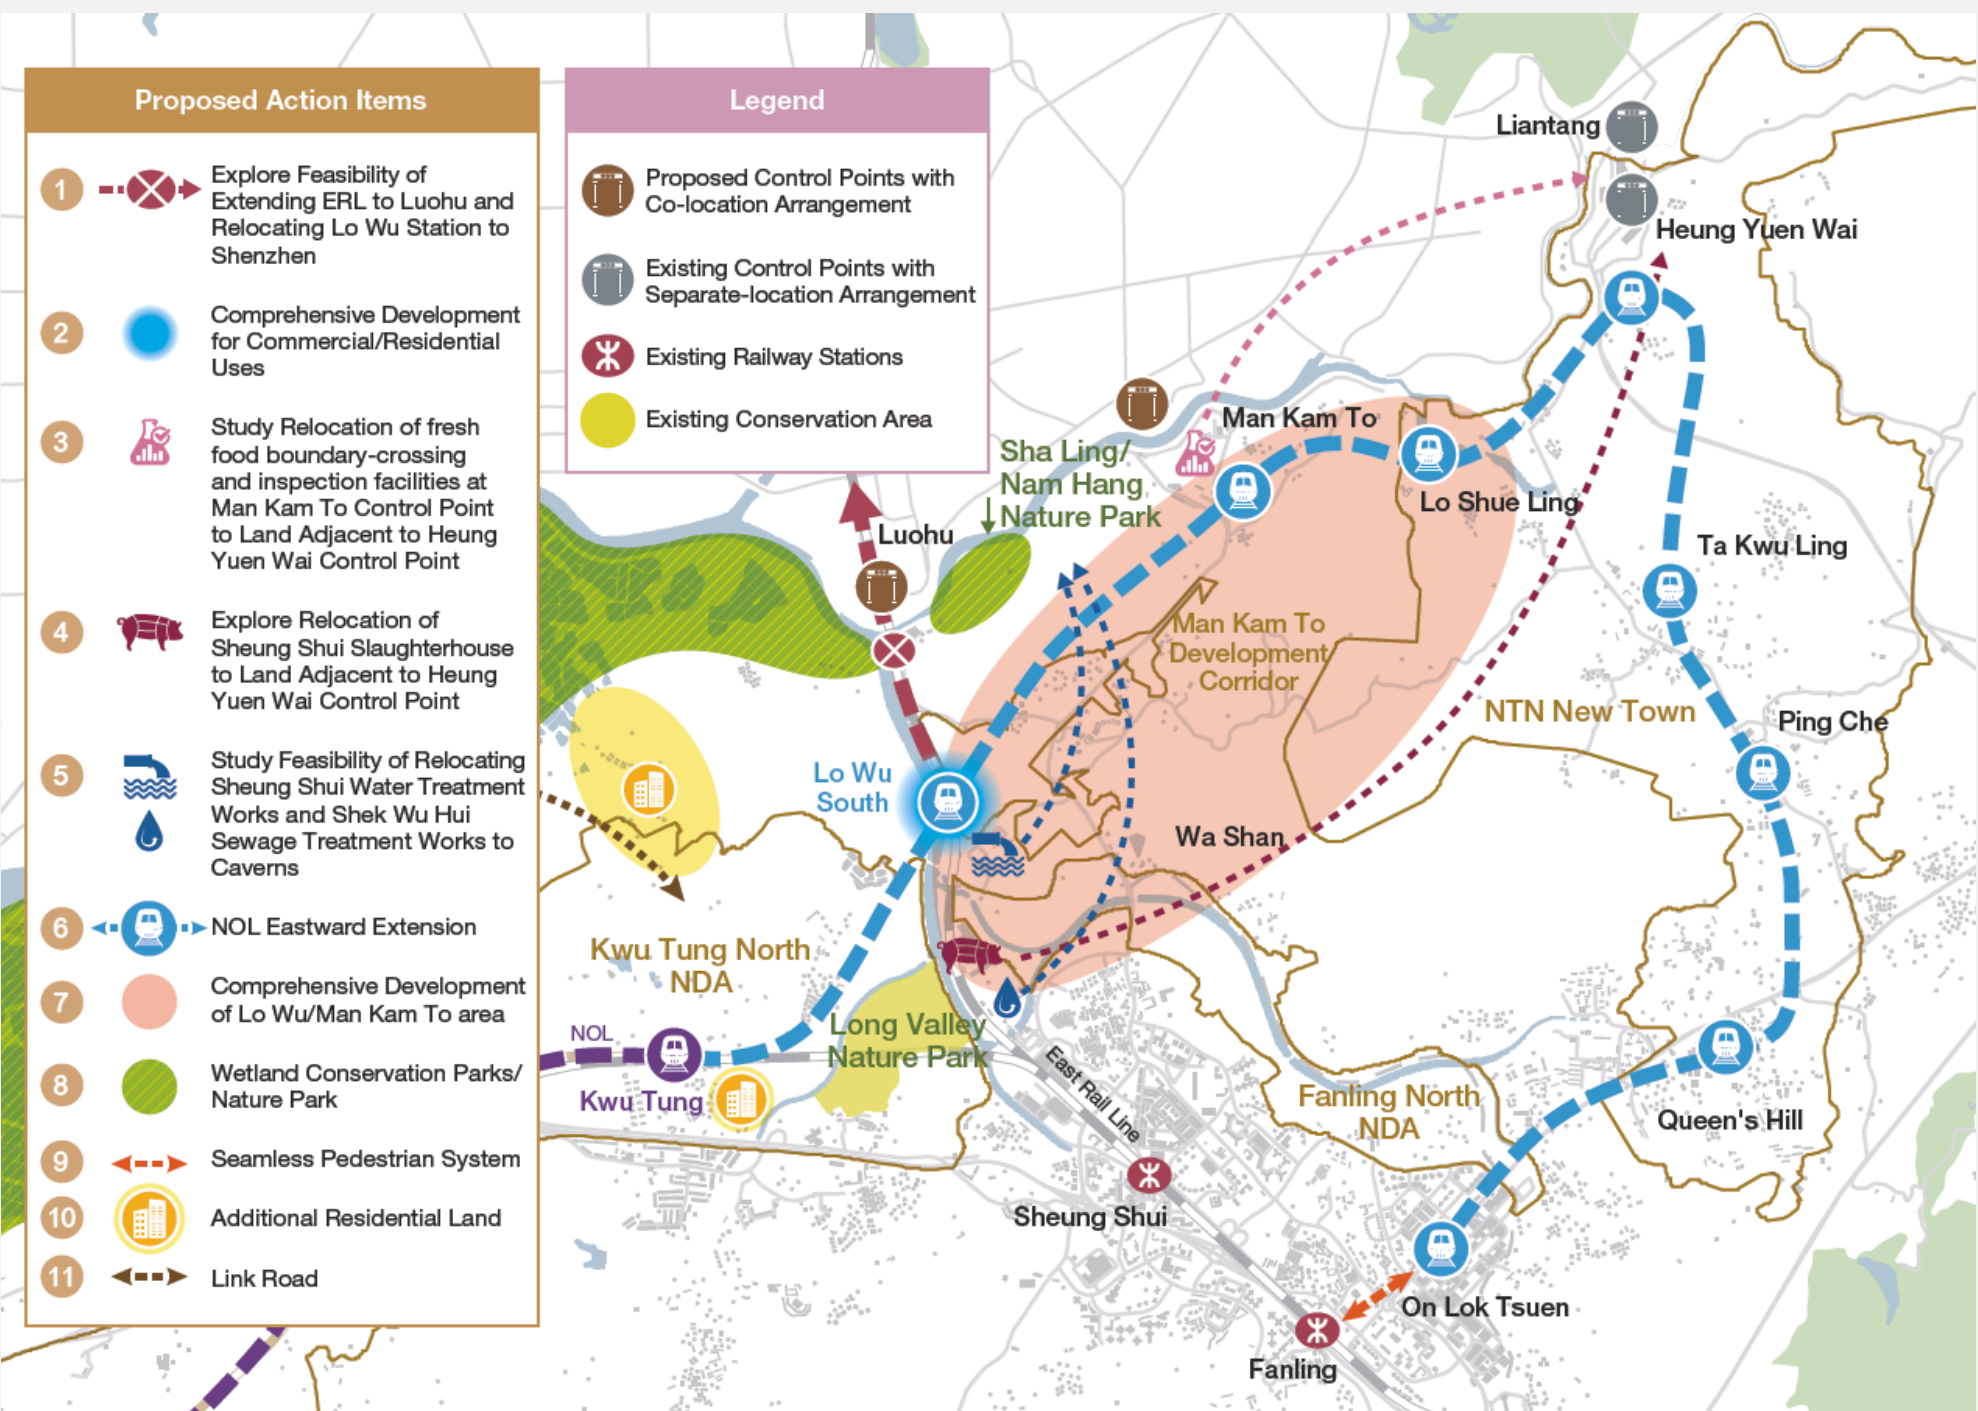 Proposed Action Items
1
Explore Feasibility of
Extending ERL to Luohu and
Relocating Lo Wu Station to
Shenzhen
2
Comprehensive Development
for Commercial/Residential
Uses
3
Study Relocation of fresh
food boundary-crossing
and inspection facilities at
Man Kam To Control Point
to Land Adjacent to Heung
Yuen Wai Control Point
4
Explore Relocation of
Sheung Shui Slaughterhouse
to Land Adjacent to Heung
Yuen Wai Control Point
5
Study Feasibility of Relocating
Sheung Shui Water Treatment
Works and Shek Wu Hui
Sewage Treatment Works to
Caverns
6
NOL Eastward Extension
7
Comprehensive Development
of Lo Wu/Man Kam To area
8
Wetland Conservation Parks/
Nature Park
9
Seamless Pedestrian System
10
Additional Residential Land
11
Link Road
Legend
Proposed Control Points with
Co-location Arrangement
Existing Control Points with
Separate-location Arrangement
Existing Railway Stations
Existing Conservation Area
Liantang
Heung Yuen Wai
Man Kam To
Sha Ling/
Nam Hang
Nature Park
Lo Shue Ling
Luohu
Ta Kwu Ling
Man Kam To
Development
Corridor
NTN New Town
Ping Che
Lo Wu
South
Wa Shan
Kwu Tung North
NDA
Long Valley
Nature Park
NOL
Kwu Tung
East Rail Line
Fanling North
NDA
Queen's Hill
Sheung Shui
On Lok Tsuen
Fanling